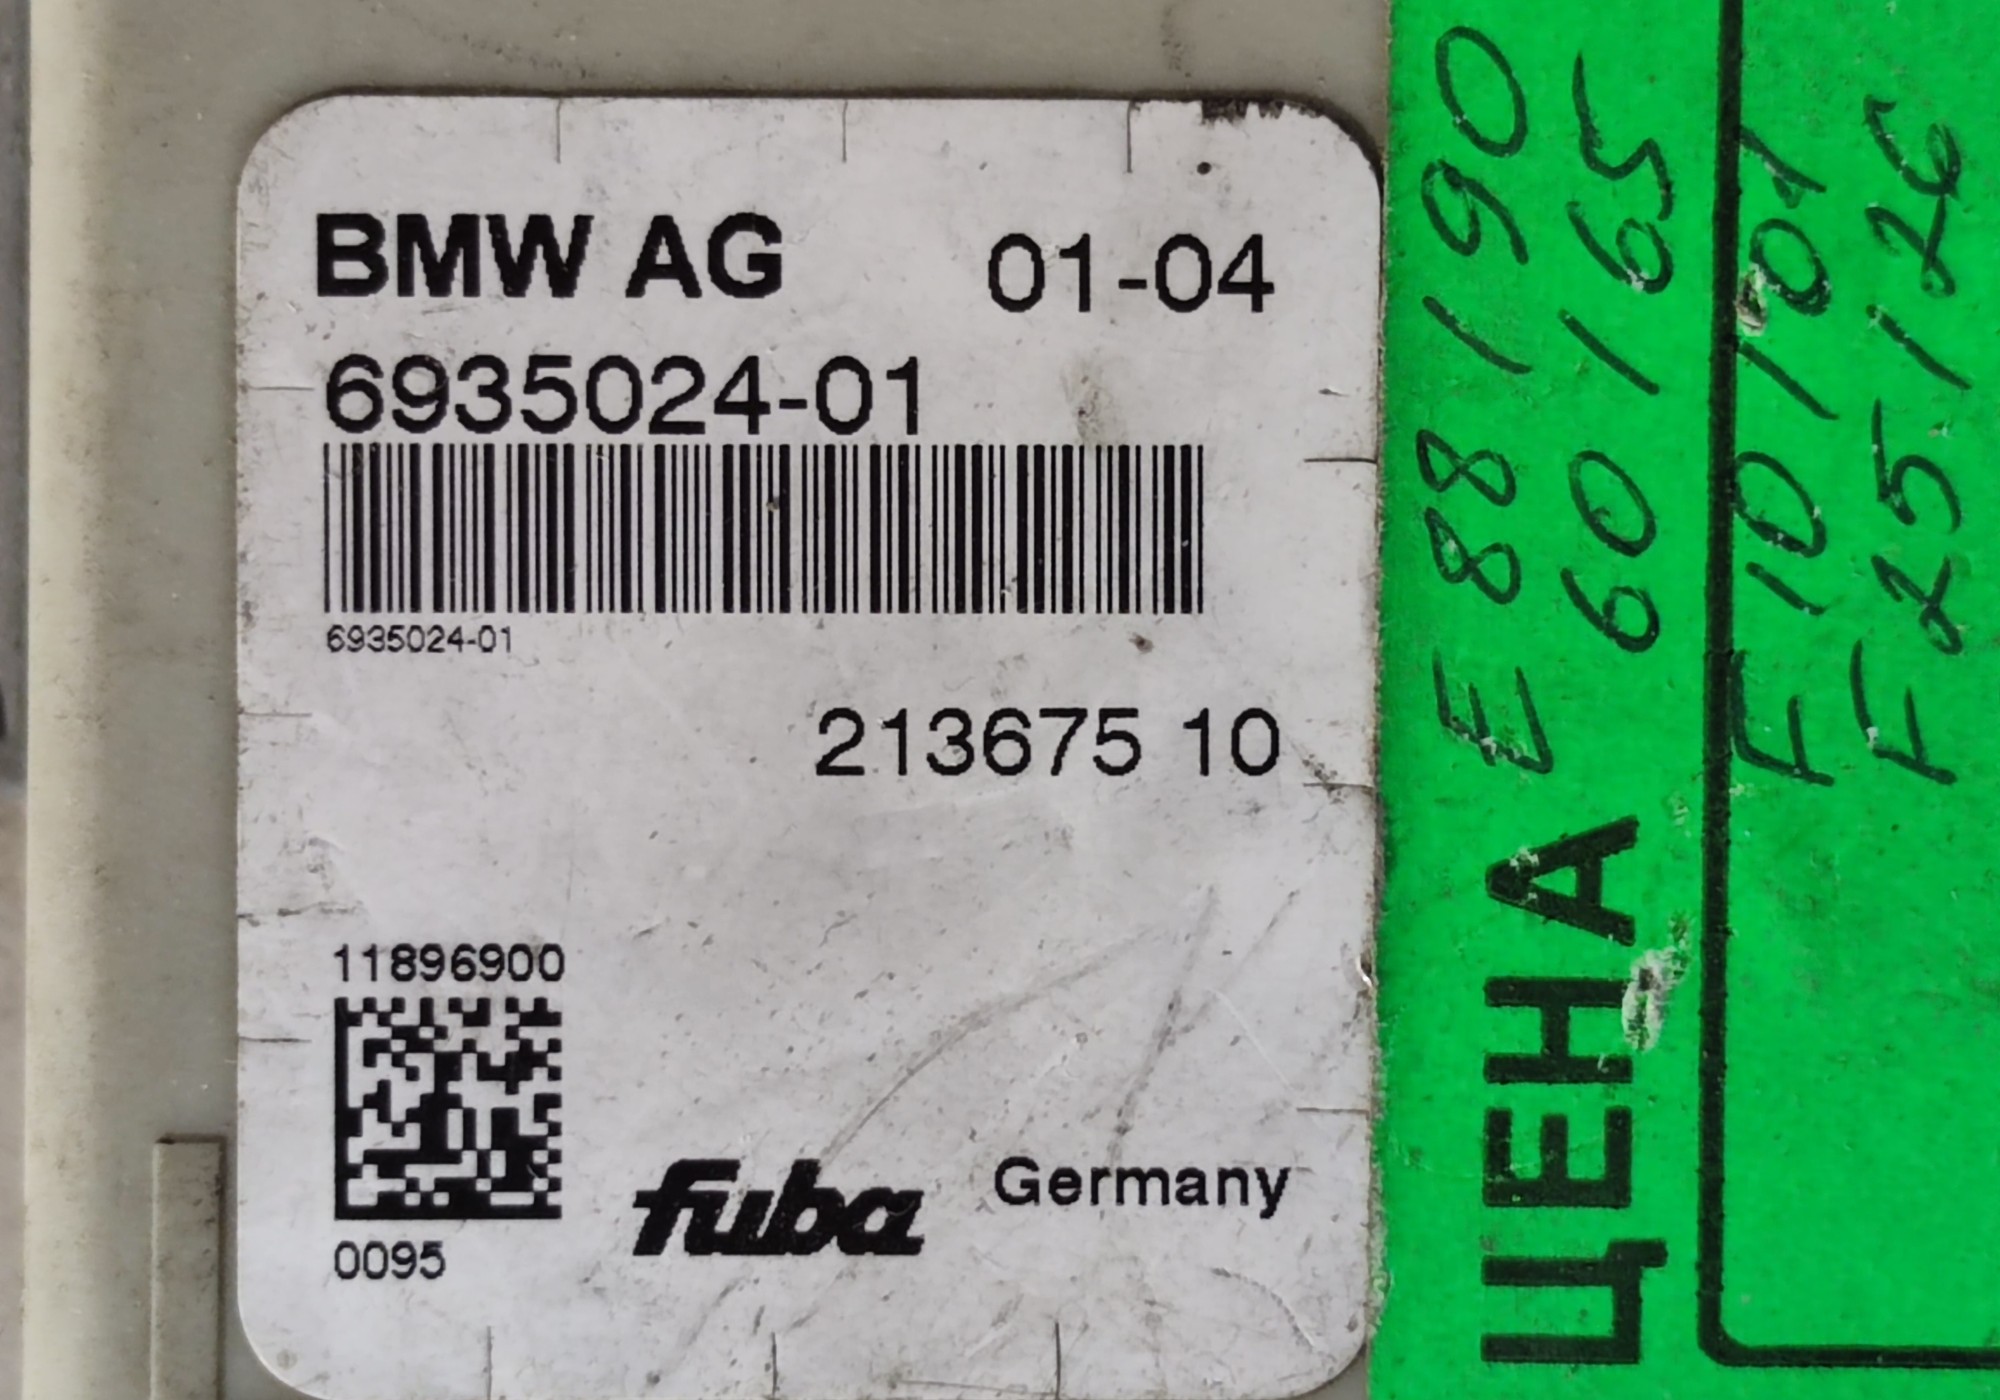 BMW AG 01-04
6935024-01
6935024-01
213675 10
11896900
0095
fuba Germany
ЦЕНА
E 88 / 90
60 / 65
F10 / 01
F25 / 26